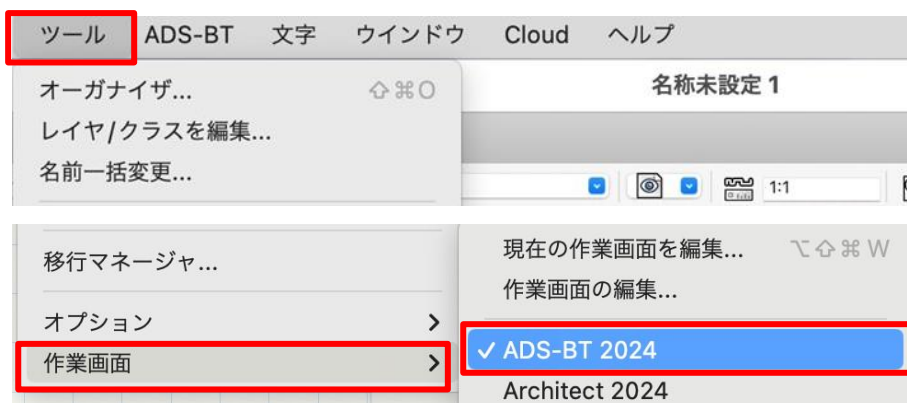 ツール ADS-BT 文字 ウインドウ Cloud ヘルプ
オーガナイザ... ⇧⌘O 名称未設定 1
レイヤ/クラスを編集...
名前一括変更...
1:1
現在の作業画面を編集... ⌥⇧⌘W
移行マネージャ...
作業画面の編集...
オプション
✓ ADS-BT 2024
作業画面
Architect 2024